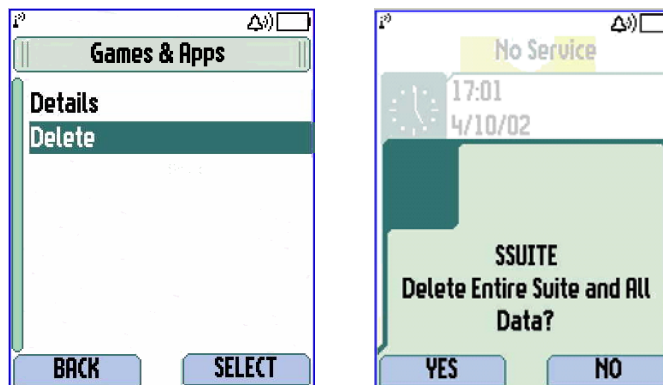 Games & Apps
Details
Delete
BACK SELECT
No Service
17:01
4/10/02
SSUITE
Delete Entire Suite and All
Data?
YES NO